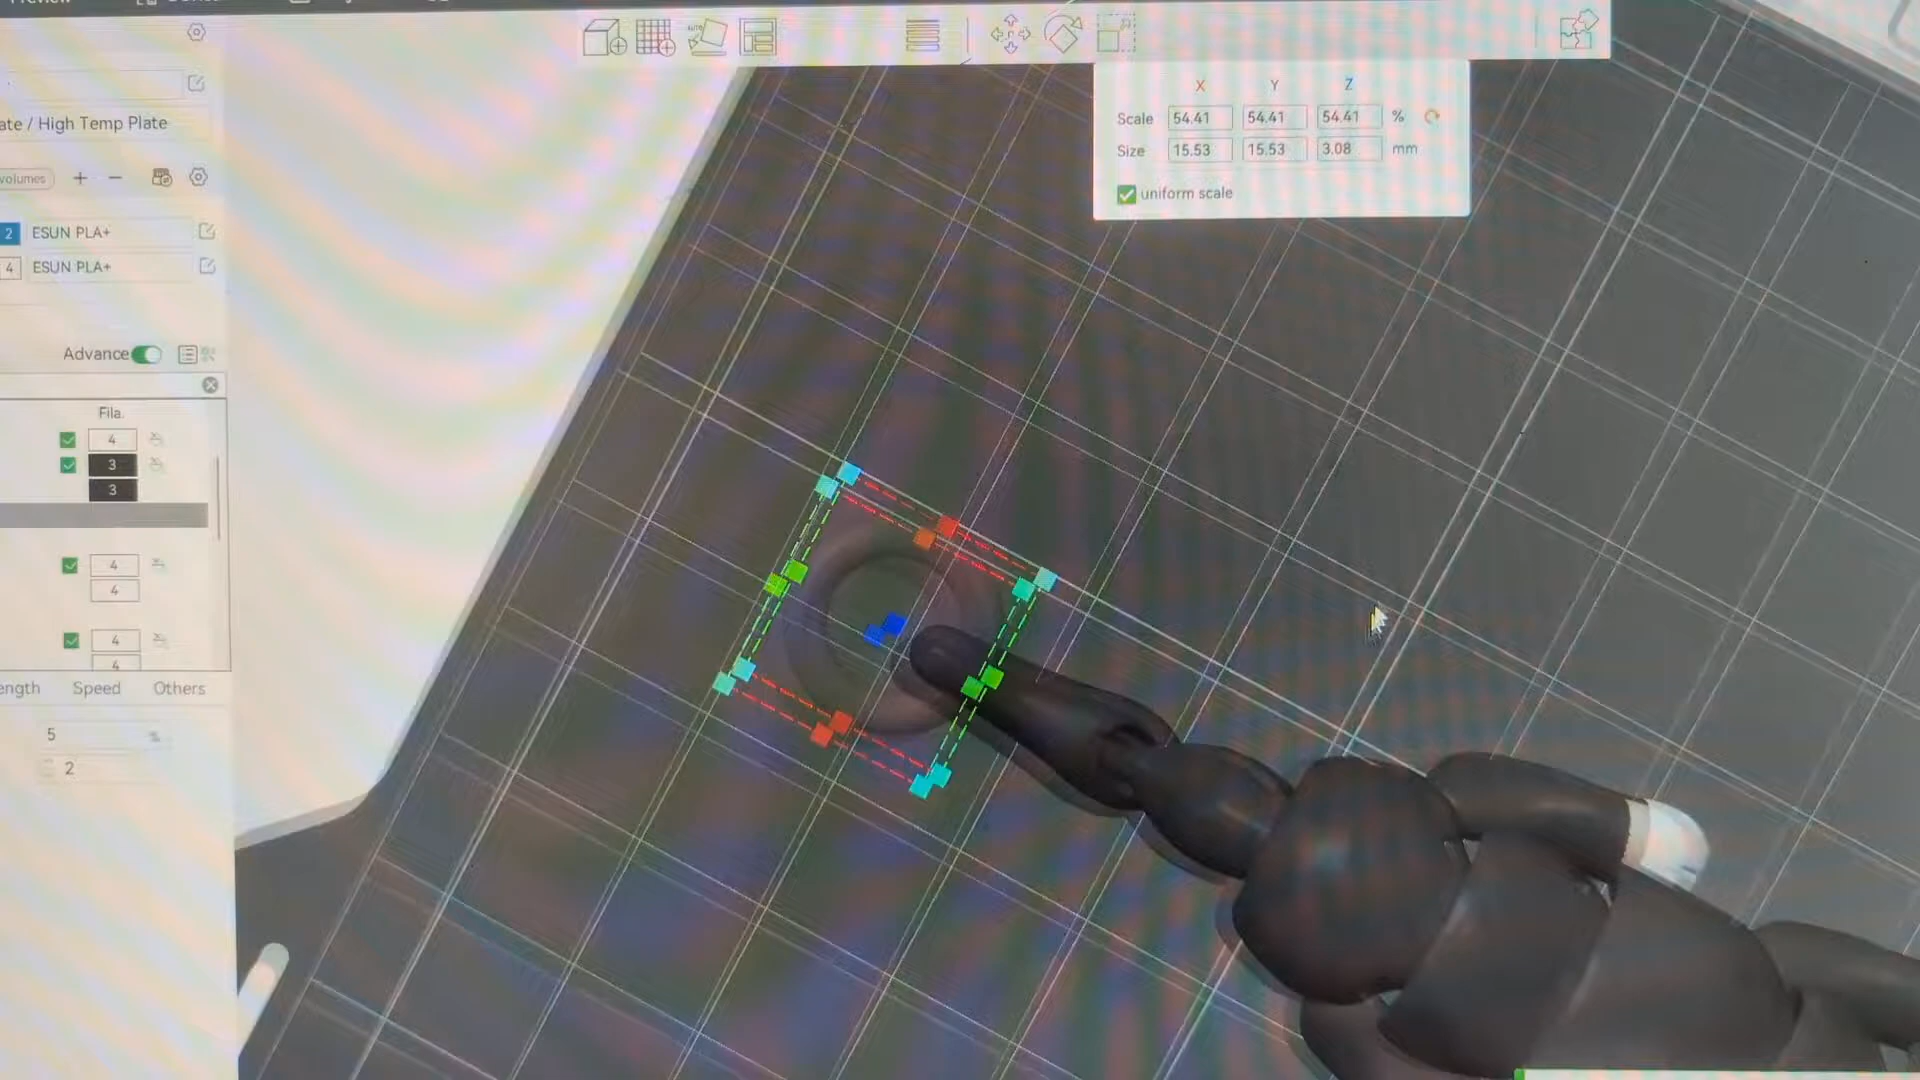 Preview
X Y Z
Scale 54.41 54.41 54.41 %
Size 15.53 15.53 3.08 mm
uniform scale
ate / High Temp Plate
volumes + −
2 ESUN PLA+
4 ESUN PLA+
Advance
Fila.
4
3
3
4
4
4
4
ength Speed Others
5 %
2